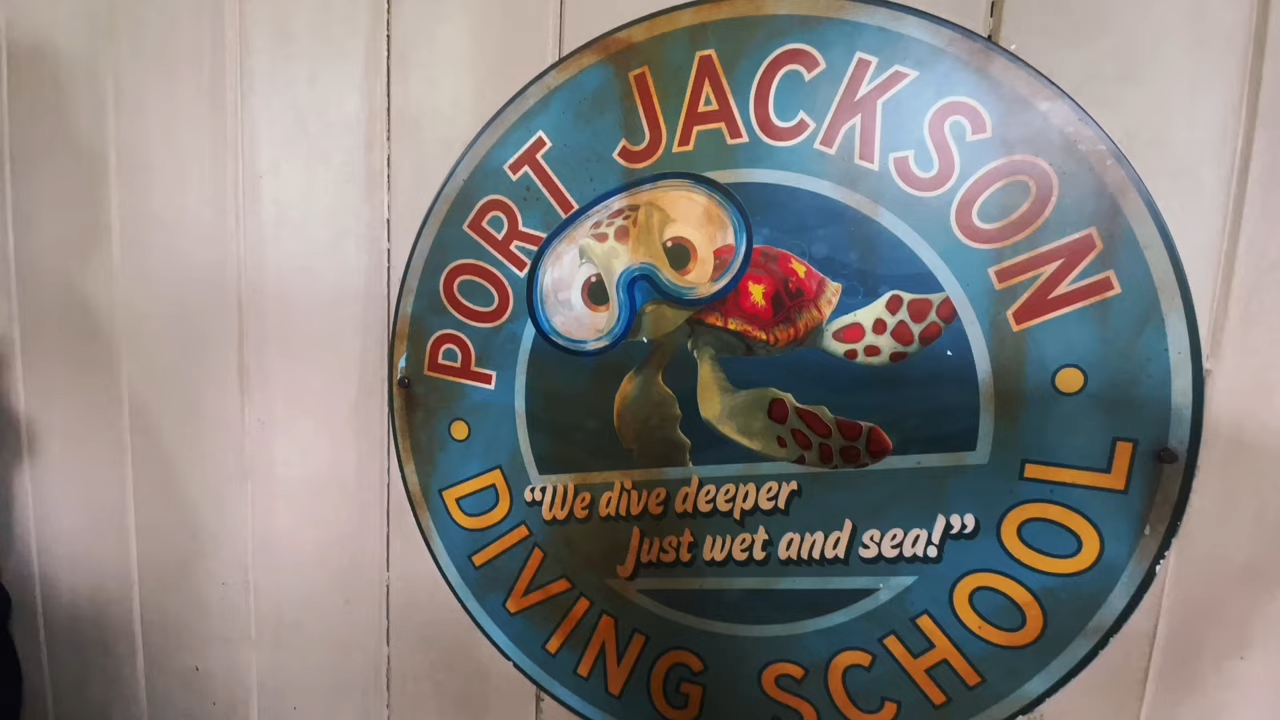 PORT JACKSON
“We dive deeper
Just wet and sea!”
DIVING SCHOOL